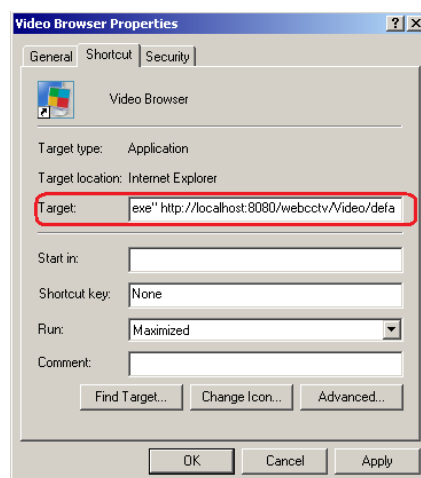 Video Browser Properties
General Shortcut Security
Video Browser
Target type: Application
Target location: Internet Explorer
Target: exe" http://localhost:8080/webcctv/Video/defa
Start in:
Shortcut key: None
Run: Maximized
Comment:
Find Target... Change Icon... Advanced...
OK Cancel Apply